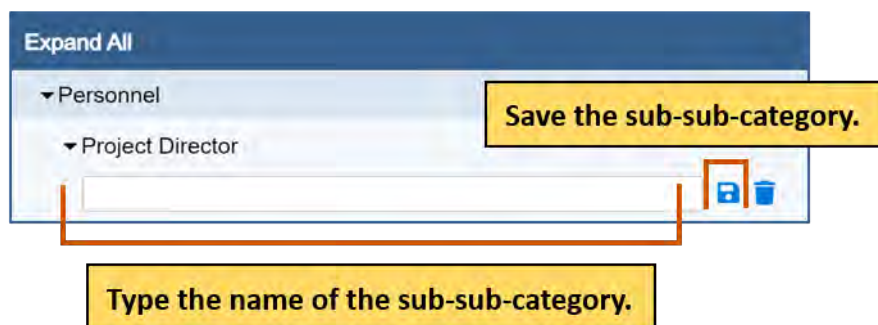 Expand All
Personnel
Save the sub-sub-category.
Project Director
Type the name of the sub-sub-category.